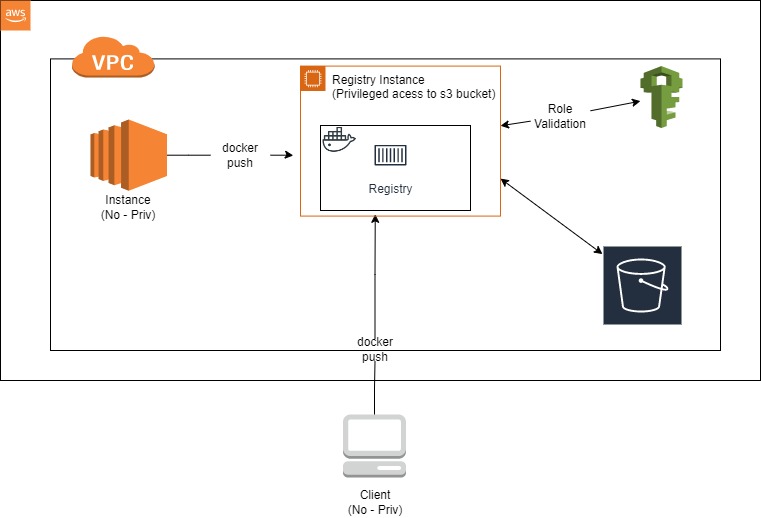 aws
VPC
Registry Instance
(Privileged acess to s3 bucket)
Role
Validation
docker
push
Registry
Instance
(No - Priv)
docker
push
Client
(No - Priv)